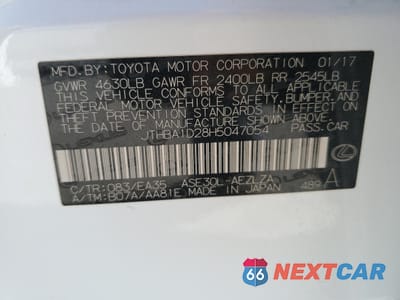 MFD.BY: TOYOTA MOTOR CORPORATION 01/17
GVWR 4630LB GAWR FR 2400LB RR 2545LB
THIS VEHICLE CONFORMS TO ALL APPLICABLE
FEDERAL MOTOR VEHICLE SAFETY, BUMPER, AND
THEFT PREVENTION STANDARDS IN EFFECT ON
THE DATE OF MANUFACTURE SHOWN ABOVE.
JTHBA1D28H5047054 PASS.CAR
C/TR: 083/EA35 ASE30L-AEZLZA
A/TM: B07A/AA81E MADE IN JAPAN 489 A
66 NEXTCAR.COM